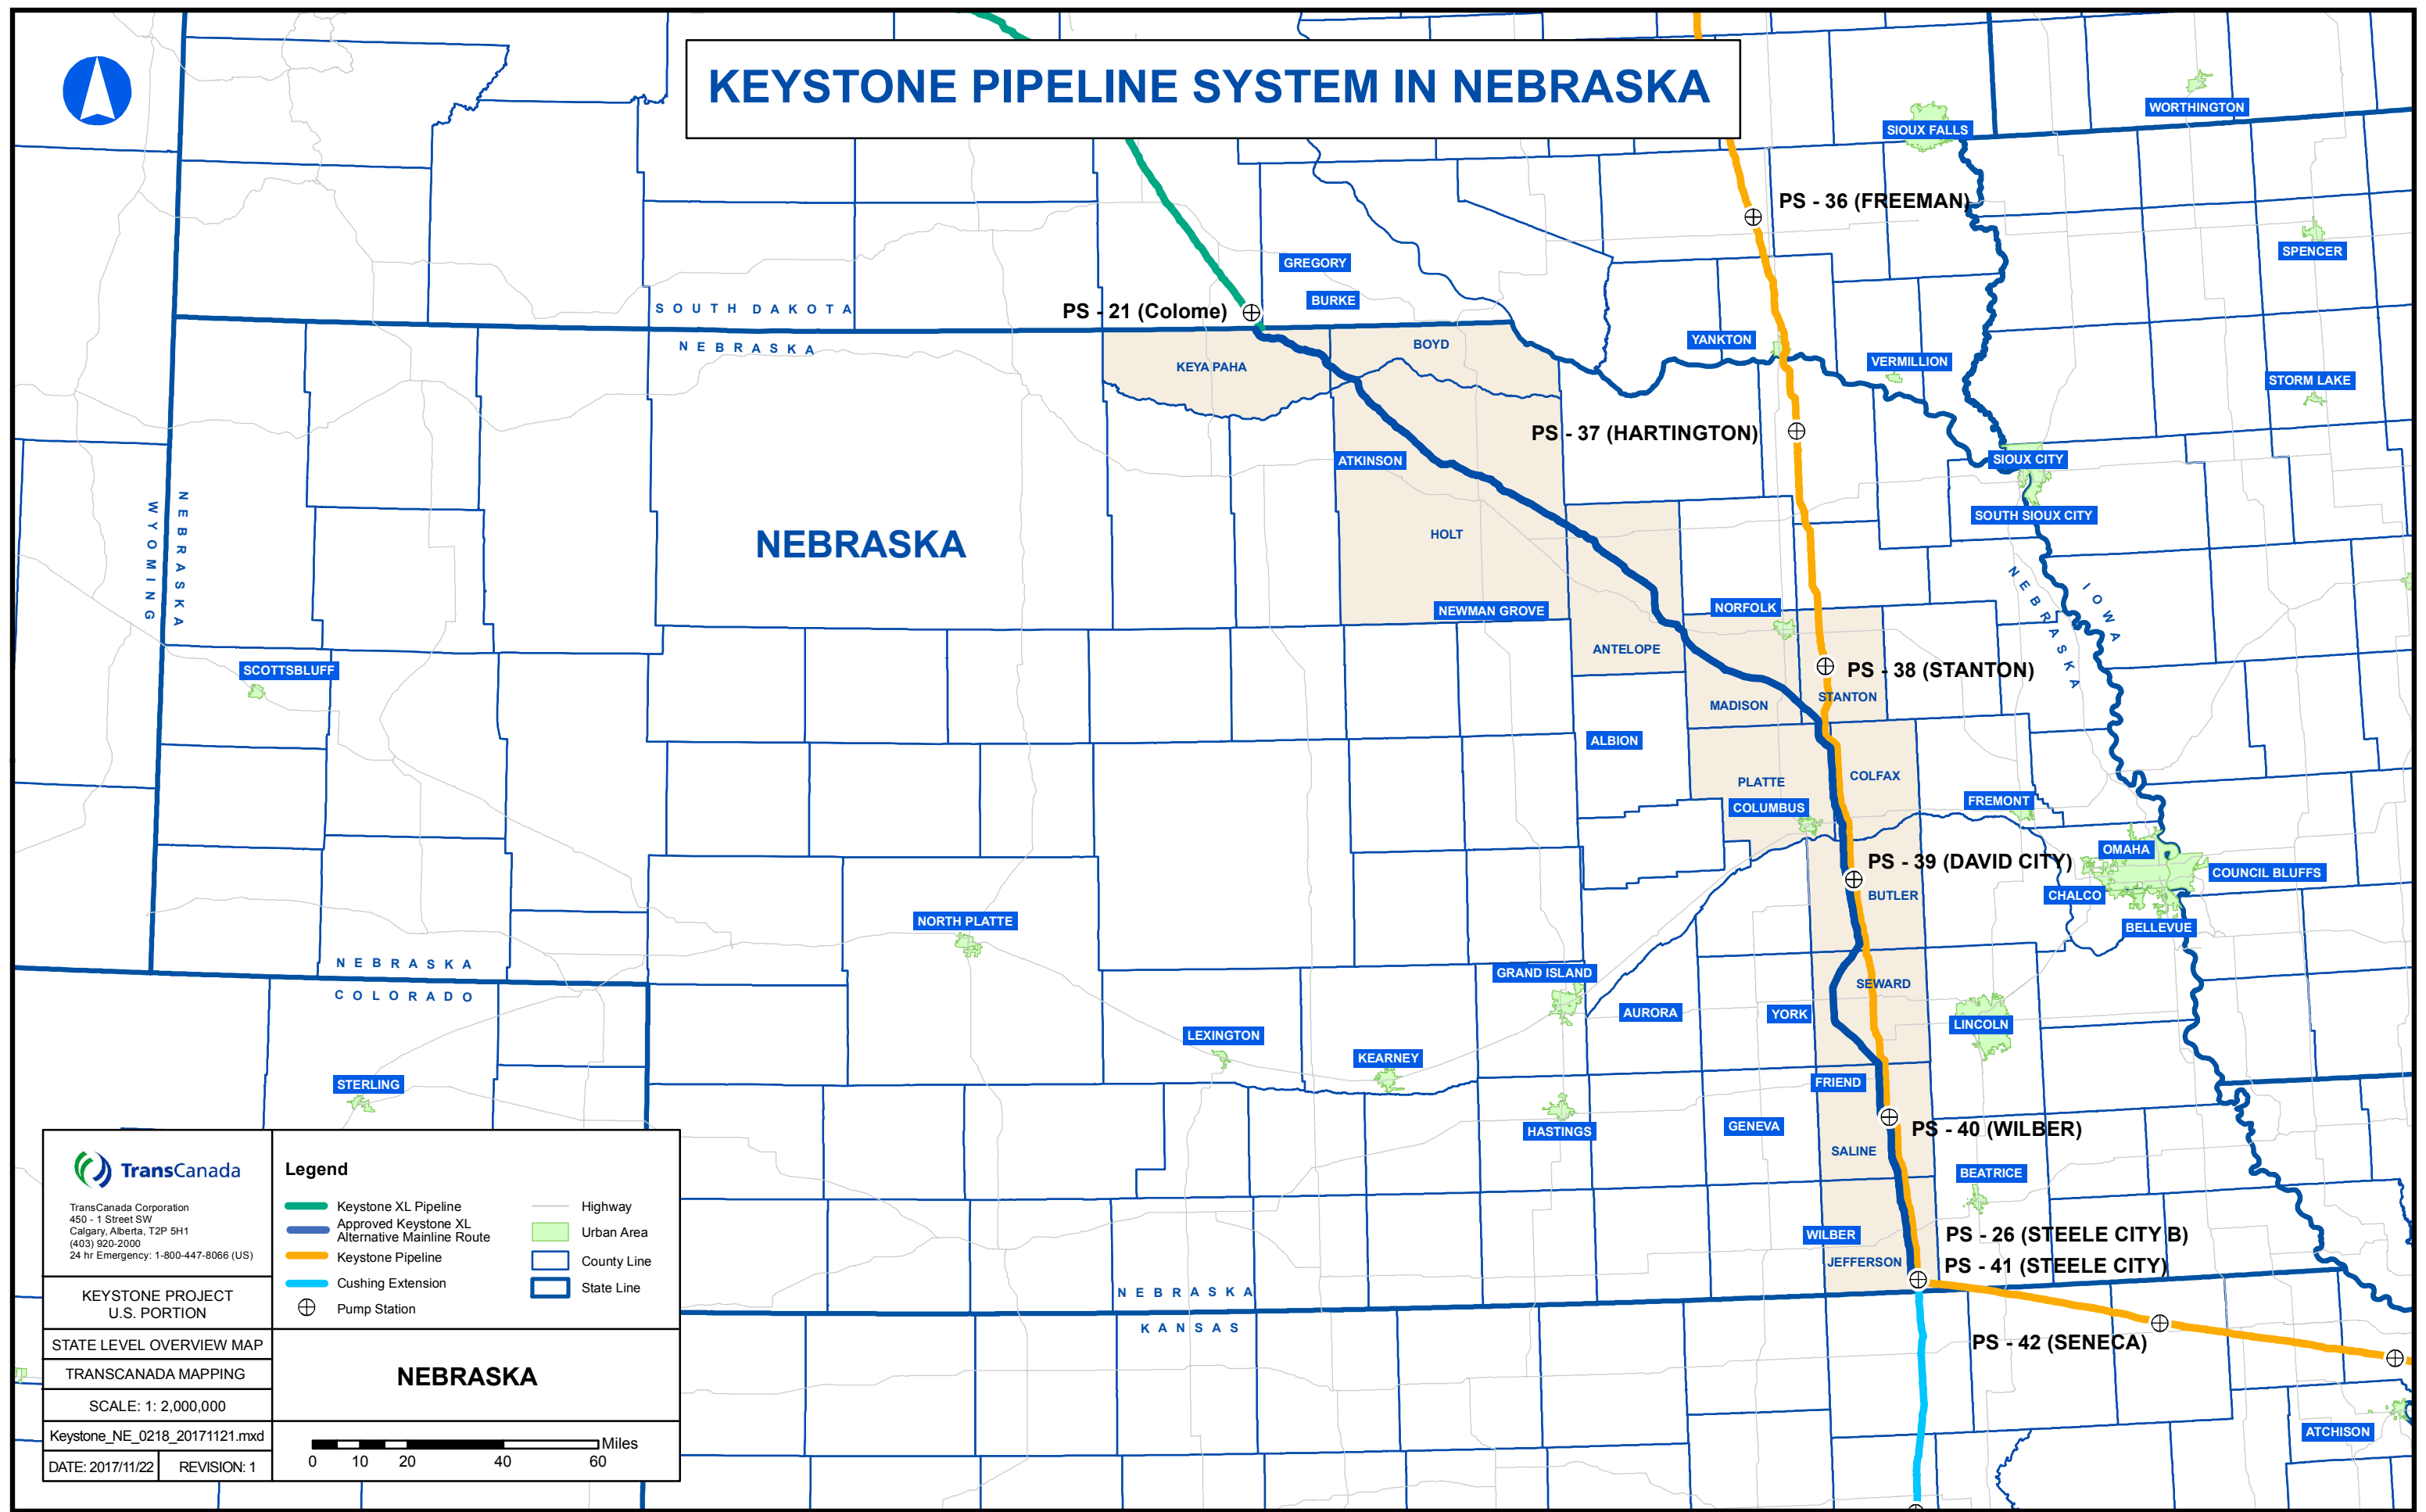 KEYSTONE PIPELINE SYSTEM IN NEBRASKA
WORTHINGTON
SIOUX FALLS
PS - 36 (FREEMAN)
SPENCER
GREGORY
BURKE
SOUTH DAKOTA
PS - 21 (Colome)
NEBRASKA
KEYA PAHA
BOYD
YANKTON
VERMILLION
STORM LAKE
PS - 37 (HARTINGTON)
ATKINSON
SIOUX CITY
SOUTH SIOUX CITY
WYOMING
NEBRASKA
NEBRASKA
HOLT
NEBRASKA
IOWA
NEWMAN GROVE
NORFOLK
ANTELOPE
SCOTTSBLUFF
PS - 38 (STANTON)
STANTON
MADISON
ALBION
PLATTE
COLFAX
COLUMBUS
FREMONT
OMAHA
PS - 39 (DAVID CITY)
COUNCIL BLUFFS
BUTLER
CHALCO
BELLEVUE
NORTH PLATTE
NEBRASKA
COLORADO
GRAND ISLAND
SEWARD
AURORA
YORK
LINCOLN
LEXINGTON
KEARNEY
STERLING
FRIEND
HASTINGS
GENEVA
PS - 40 (WILBER)
SALINE
BEATRICE
WILBER
PS - 26 (STEELE CITY B)
JEFFERSON
PS - 41 (STEELE CITY)
NEBRASKA
KANSAS
PS - 42 (SENECA)
ATCHISON
TransCanada
TransCanada Corporation
450 - 1 Street SW
Calgary, Alberta, T2P 5H1
(403) 920-2000
24 hr Emergency: 1-800-447-8066 (US)
KEYSTONE PROJECT
U.S. PORTION
STATE LEVEL OVERVIEW MAP
TRANSCANADA MAPPING
SCALE: 1: 2,000,000
Keystone_NE_0218_20171121.mxd
DATE: 2017/11/22
REVISION: 1
Legend
Keystone XL Pipeline
Approved Keystone XL
Alternative Mainline Route
Keystone Pipeline
Cushing Extension
Pump Station
Highway
Urban Area
County Line
State Line
NEBRASKA
Miles
0 10 20 40 60